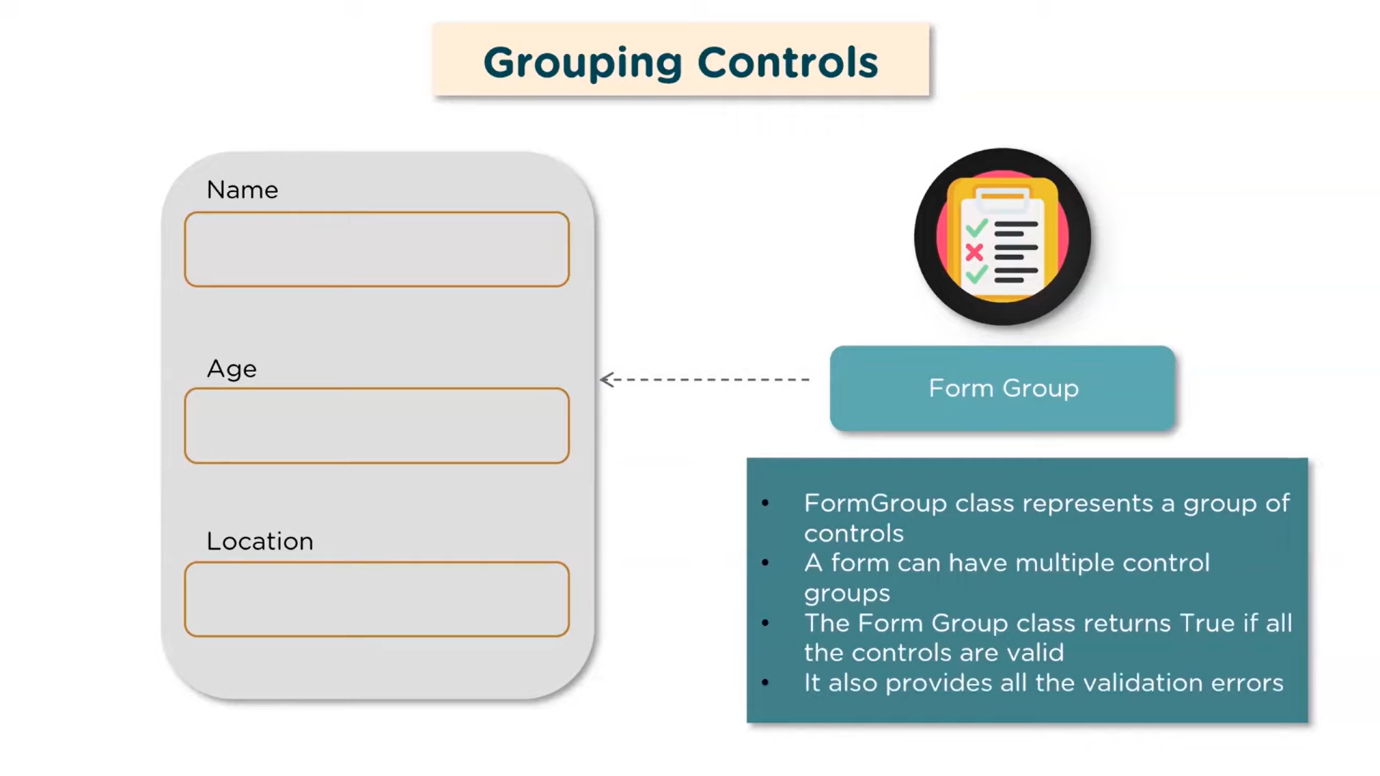 Grouping Controls
Name
Age
Location
Form Group
• FormGroup class represents a group of
controls
• A form can have multiple control
groups
• The Form Group class returns True if all
the controls are valid
• It also provides all the validation errors